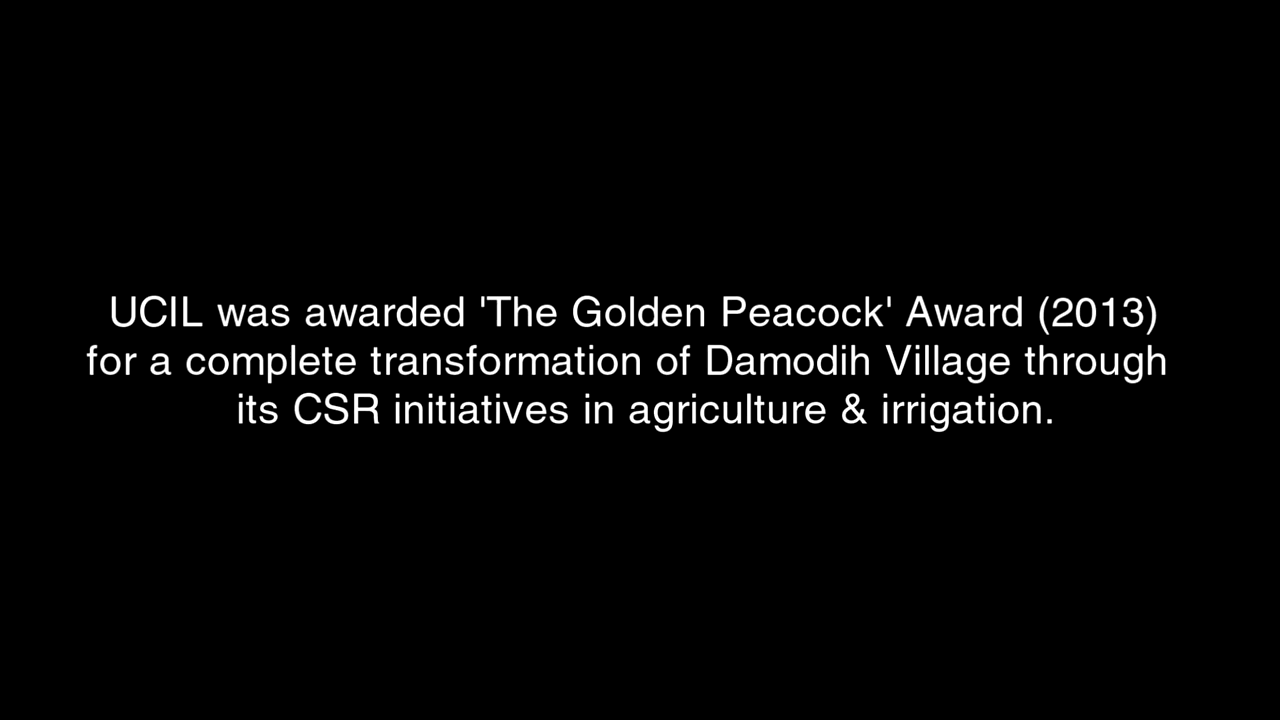 UCIL was awarded 'The Golden Peacock' Award (2013)
for a complete transformation of Damodih Village through
its CSR initiatives in agriculture & irrigation.